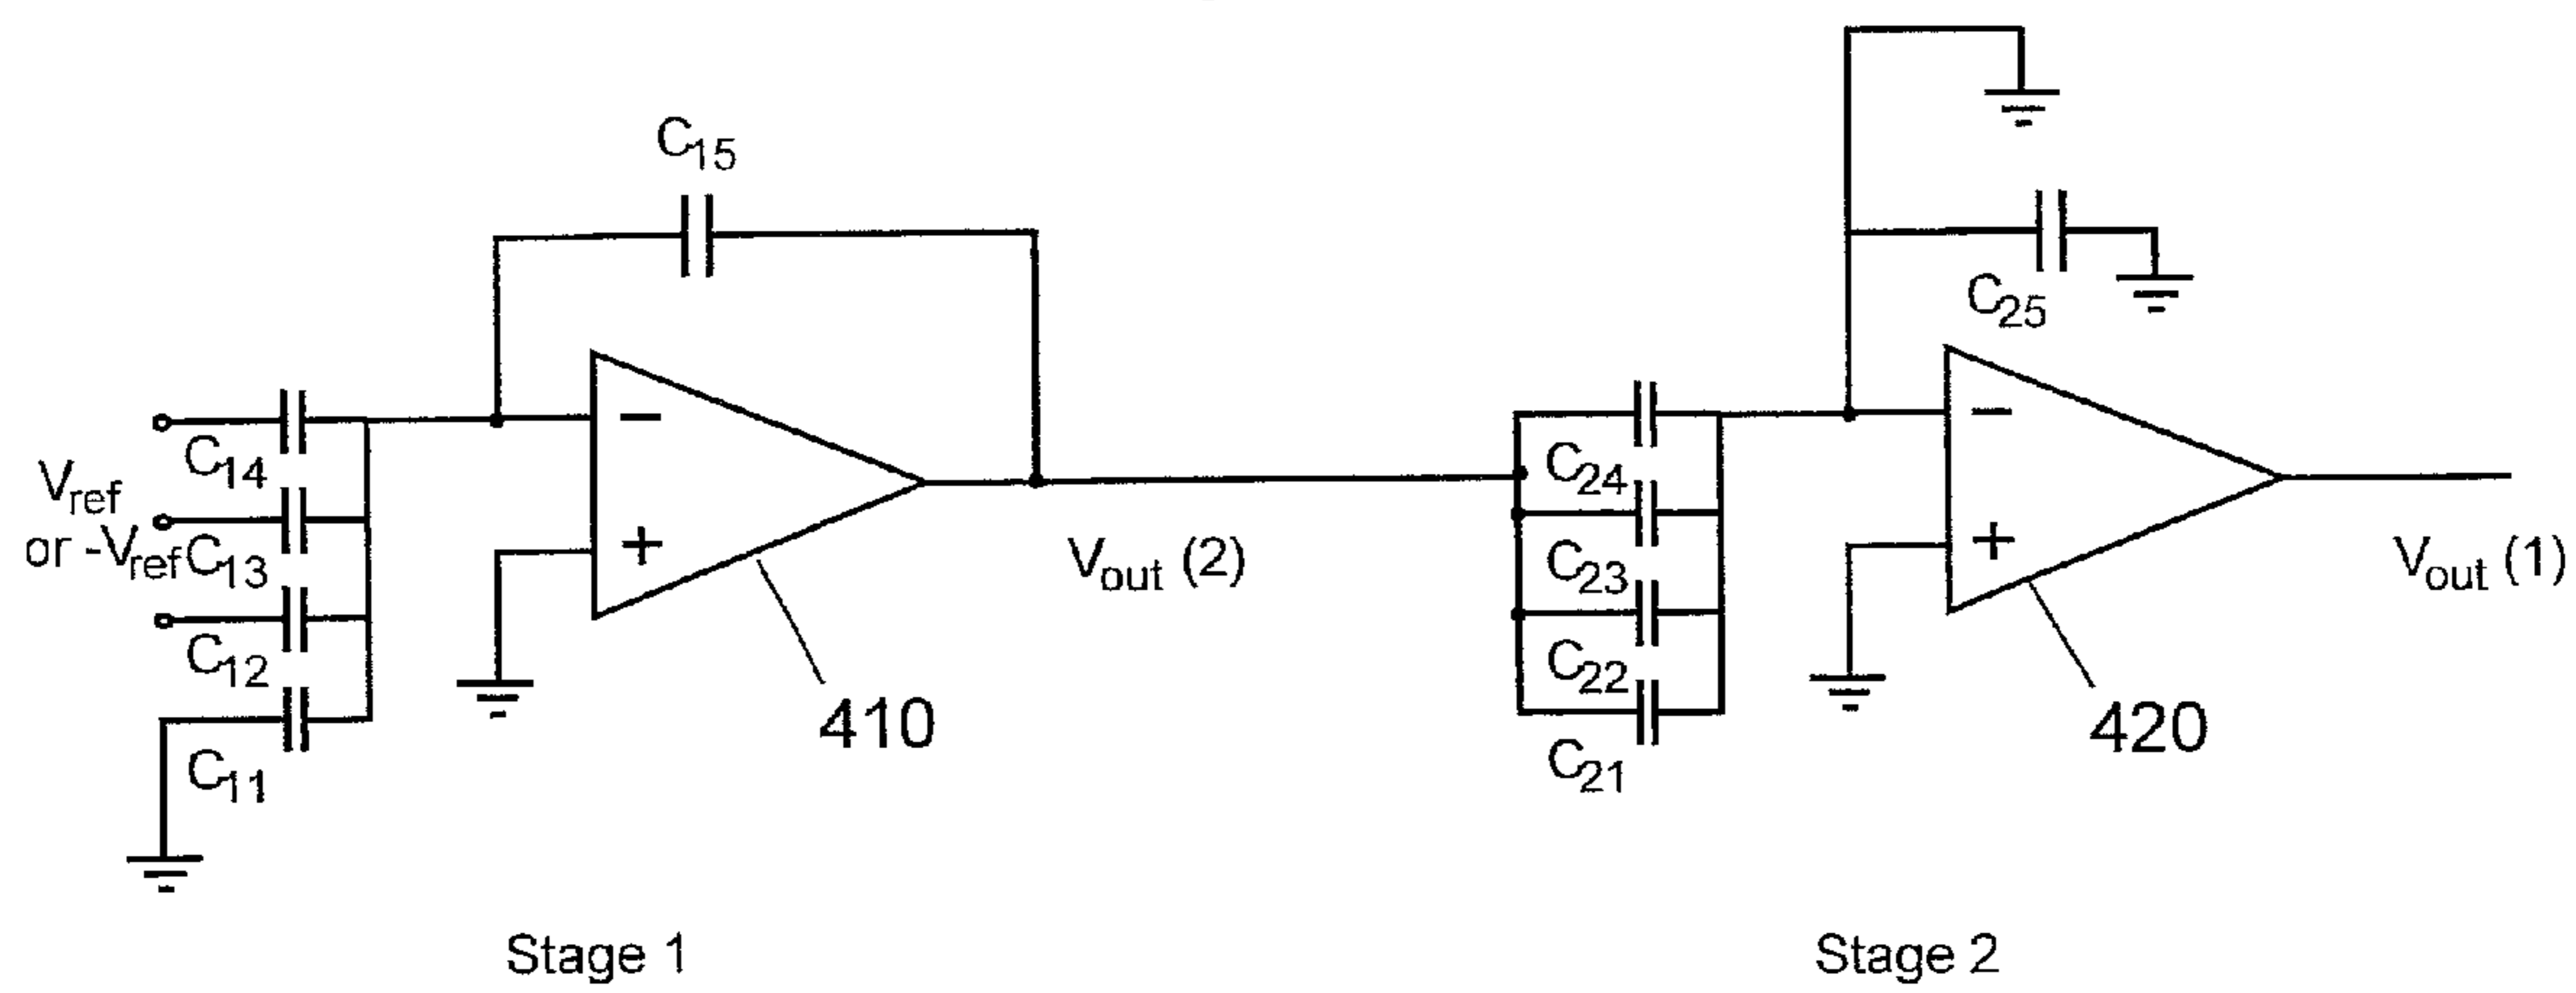 C15
C25
C14
Vref
or -Vref
C13
C12
C11
−
+
410
Vout (2)
C24
C23
C22
C21
−
+
420
Vout (1)
Stage 1
Stage 2